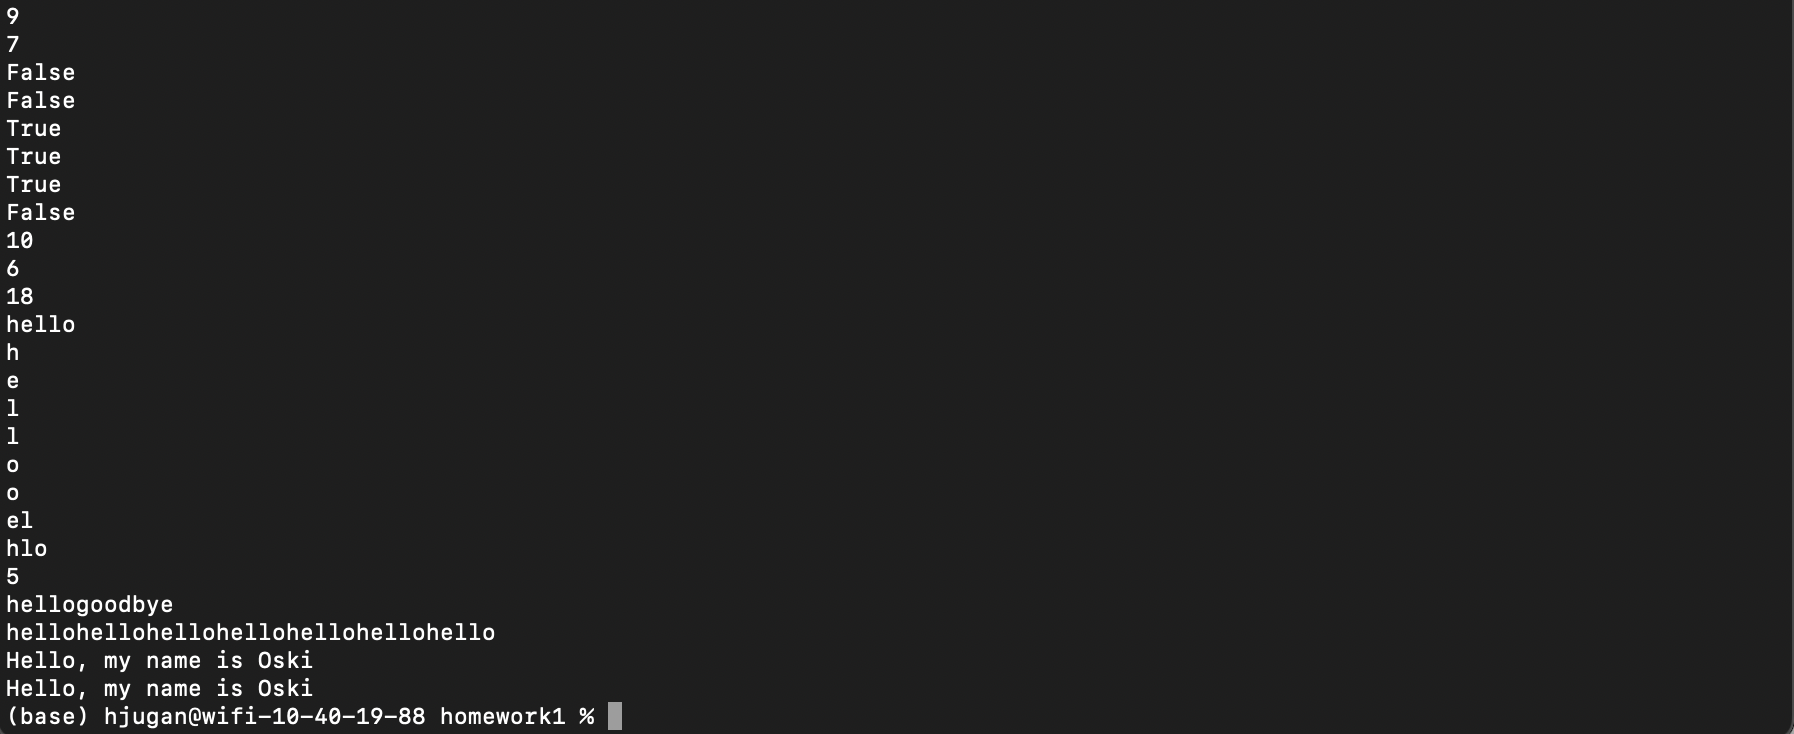 9
7
False
False
True
True
True
False
10
6
18
hello
h
e
l
l
o
o
el
hlo
5
hellogoodbye
hellohellohellohellohellohellohello
Hello, my name is Oski
Hello, my name is Oski
(base) hjugan@wifi-10-40-19-88 homework1 %